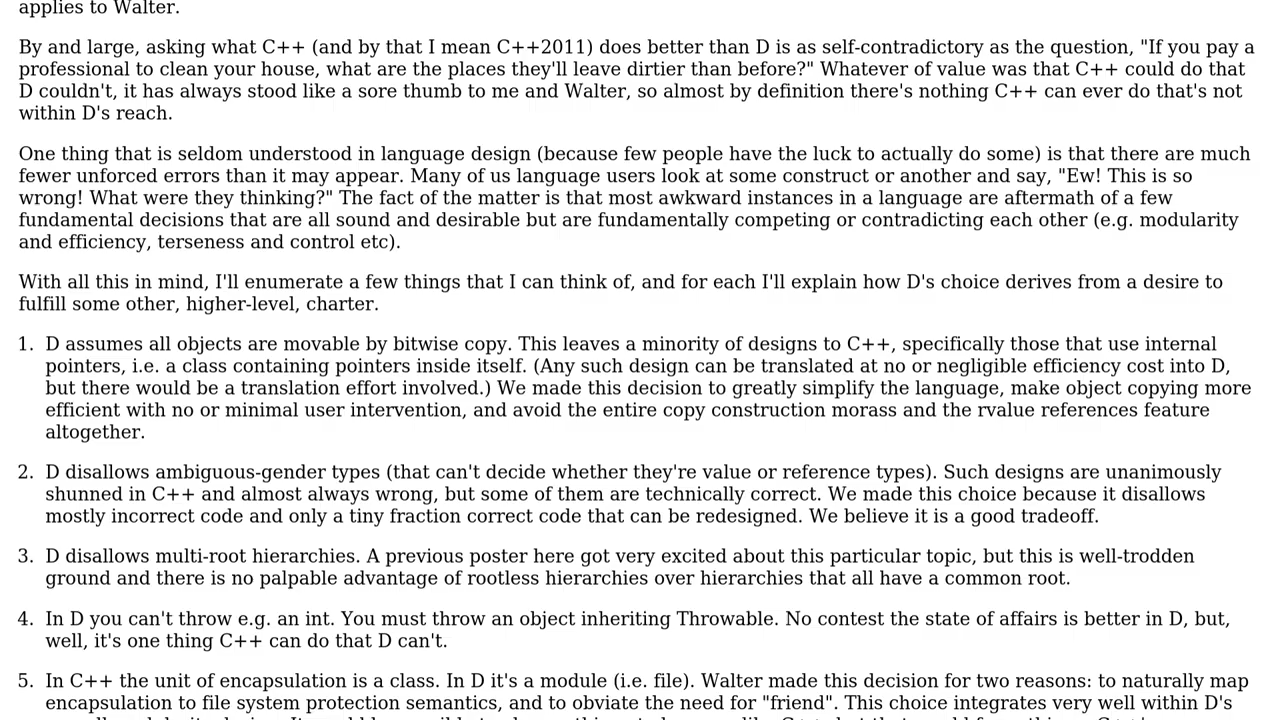 applies to Walter.
By and large, asking what C++ (and by that I mean C++2011) does better than D is as self-contradictory as the question, "If you pay a
professional to clean your house, what are the places they'll leave dirtier than before?" Whatever of value was that C++ could do that
D couldn't, it has always stood like a sore thumb to me and Walter, so almost by definition there's nothing C++ can ever do that's not
within D's reach.
One thing that is seldom understood in language design (because few people have the luck to actually do some) is that there are much
fewer unforced errors than it may appear. Many of us language users look at some construct or another and say, "Ew! This is so
wrong! What were they thinking?" The fact of the matter is that most awkward instances in a language are aftermath of a few
fundamental decisions that are all sound and desirable but are fundamentally competing or contradicting each other (e.g. modularity
and efficiency, terseness and control etc).
With all this in mind, I'll enumerate a few things that I can think of, and for each I'll explain how D's choice derives from a desire to
fulfill some other, higher-level, charter.
1. D assumes all objects are movable by bitwise copy. This leaves a minority of designs to C++, specifically those that use internal
pointers, i.e. a class containing pointers inside itself. (Any such design can be translated at no or negligible efficiency cost into D,
but there would be a translation effort involved.) We made this decision to greatly simplify the language, make object copying more
efficient with no or minimal user intervention, and avoid the entire copy construction morass and the rvalue references feature
altogether.
2. D disallows ambiguous-gender types (that can't decide whether they're value or reference types). Such designs are unanimously
shunned in C++ and almost always wrong, but some of them are technically correct. We made this choice because it disallows
mostly incorrect code and only a tiny fraction correct code that can be redesigned. We believe it is a good tradeoff.
3. D disallows multi-root hierarchies. A previous poster here got very excited about this particular topic, but this is well-trodden
ground and there is no palpable advantage of rootless hierarchies over hierarchies that all have a common root.
4. In D you can't throw e.g. an int. You must throw an object inheriting Throwable. No contest the state of affairs is better in D, but,
well, it's one thing C++ can do that D can't.
5. In C++ the unit of encapsulation is a class. In D it's a module (i.e. file). Walter made this decision for two reasons: to naturally map
encapsulation to file system protection semantics, and to obviate the need for "friend". This choice integrates very well within D's